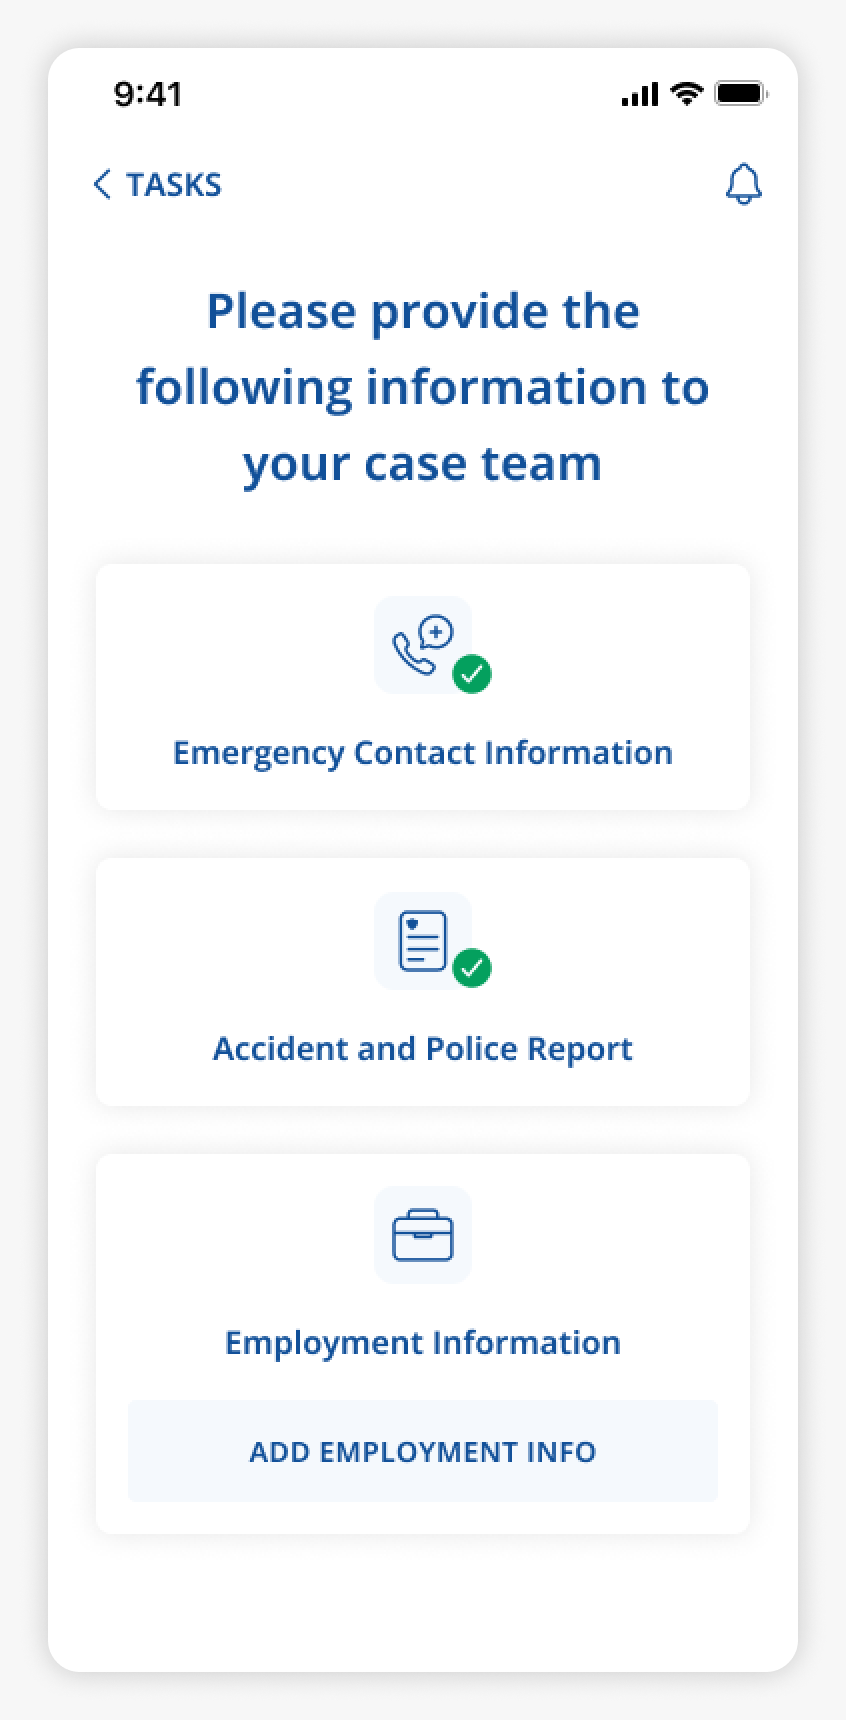 9:41
TASKS
Please provide the
following information to
your case team
Emergency Contact Information
Accident and Police Report
Employment Information
ADD EMPLOYMENT INFO